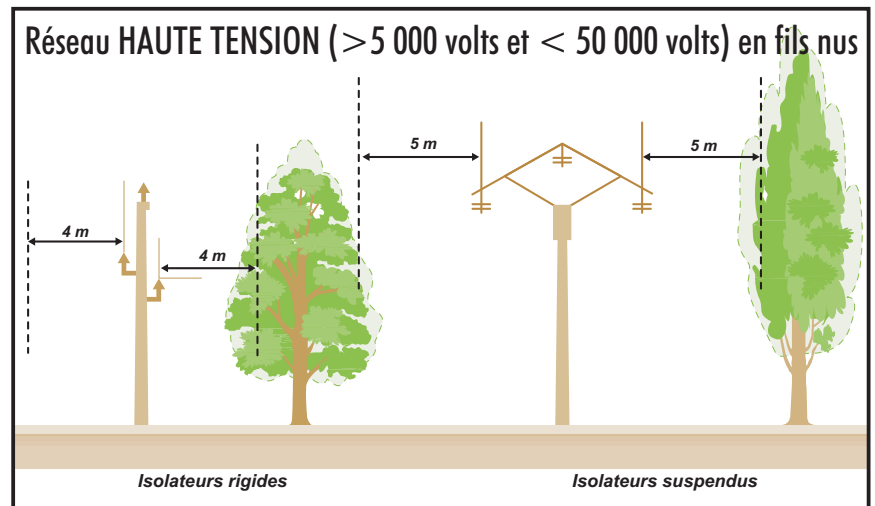 Réseau HAUTE TENSION (>5 000 volts et < 50 000 volts) en fils nus
5 m
5 m
4 m
4 m
Isolateurs rigides
Isolateurs suspendus